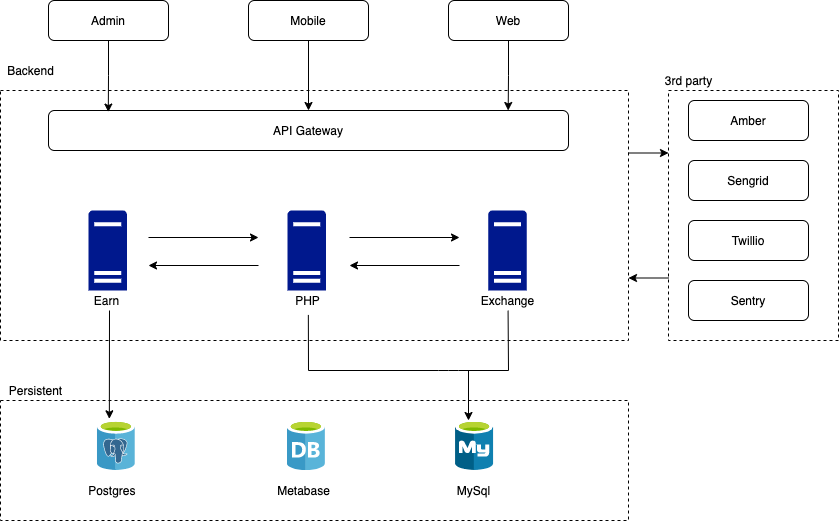 Admin
Mobile
Web
Backend
3rd party
API Gateway
Amber
Sengrid
Twillio
Sentry
Earn
PHP
Exchange
Persistent
DB
My
Postgres
Metabase
MySql